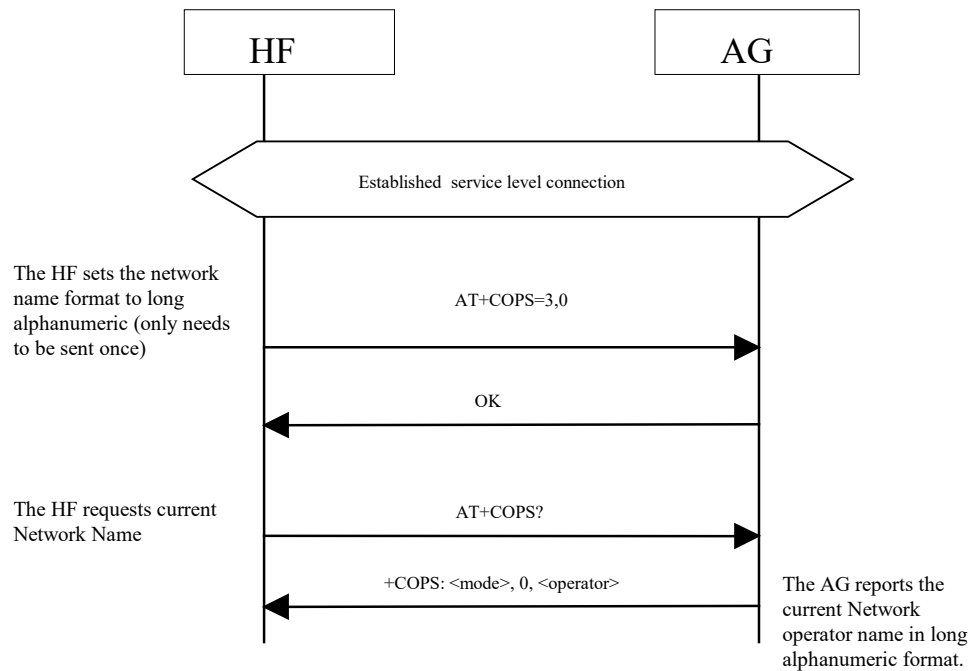 HF
AG
Established service level connection
The HF sets the network
name format to long
alphanumeric (only needs
to be sent once)
AT+COPS=3,0
OK
The HF requests current
Network Name
AT+COPS?
+COPS: <mode>, 0, <operator>
The AG reports the
current Network
operator name in long
alphanumeric format.